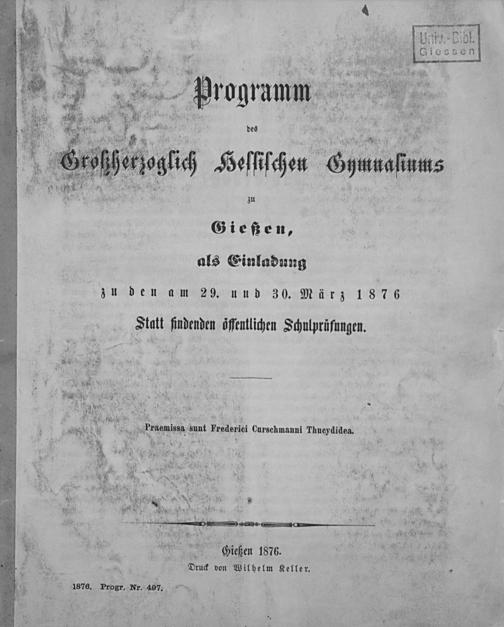 Univ.-Bibl.
Giessen
Programm
des
Großherzoglich Hessischen Gymnasiums
zu
Gießen,
als Einladung
zu den am 29. und 30. März 1876
Statt findenden öffentlichen Schulprüfungen.
Praemissa sunt Frederici Curschmanni Thucydidea.
Gießen 1876.
Druck von Wilhelm Keller.
1876. Progr. Nr. 497.